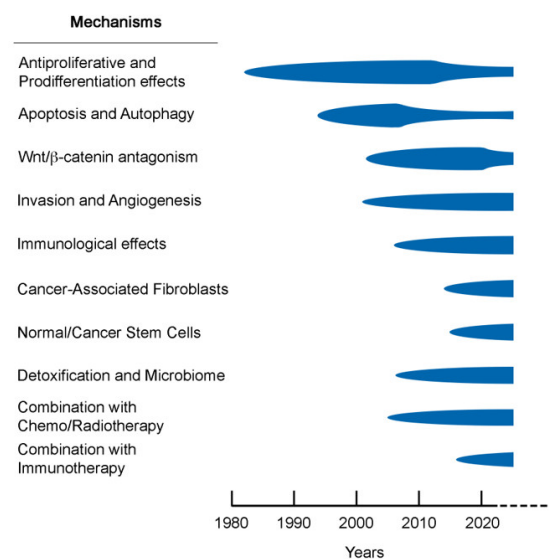 Mechanisms
Antiproliferative and
Prodifferentiation effects
Apoptosis and Autophagy
Wnt/β-catenin antagonism
Invasion and Angiogenesis
Immunological effects
Cancer-Associated Fibroblasts
Normal/Cancer Stem Cells
Detoxification and Microbiome
Combination with
Chemo/Radiotherapy
Combination with
Immunotherapy
1980 1990 2000 2010 2020
Years